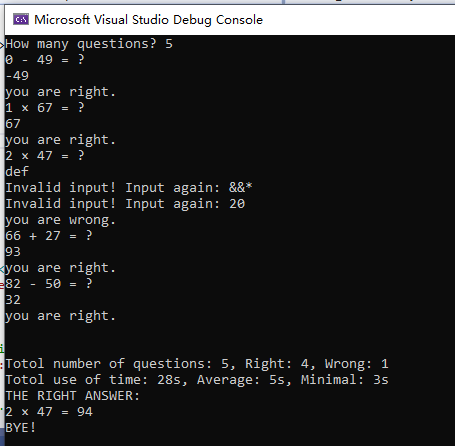 Microsoft Visual Studio Debug Console
How many questions? 5
0 - 49 = ?
-49
you are right.
1 × 67 = ?
67
you are right.
2 × 47 = ?
def
Invalid input! Input again: &&*
Invalid input! Input again: 20
you are wrong.
66 + 27 = ?
93
you are right.
82 - 50 = ?
32
you are right.
Totol number of questions: 5, Right: 4, Wrong: 1
Totol use of time: 28s, Average: 5s, Minimal: 3s
THE RIGHT ANSWER:
2 × 47 = 94
BYE!